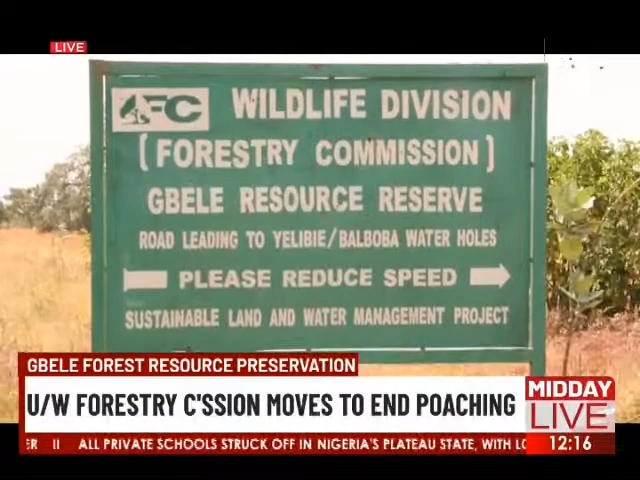 LIVE
FC
WILDLIFE DIVISION
[FORESTRY COMMISSION]
GBELE RESOURCE RESERVE
ROAD LEADING TO YELIBIE/BALBOBA WATER HOLES
PLEASE REDUCE SPEED
SUSTAINABLE LAND AND WATER MANAGEMENT PROJECT
GBELE FOREST RESOURCE PRESERVATION
U/W FORESTRY C'SSION MOVES TO END POACHING
MIDDAY
LIVE
ALL PRIVATE SCHOOLS STRUCK OFF IN NIGERIA'S PLATEAU STATE, WITH
12:16